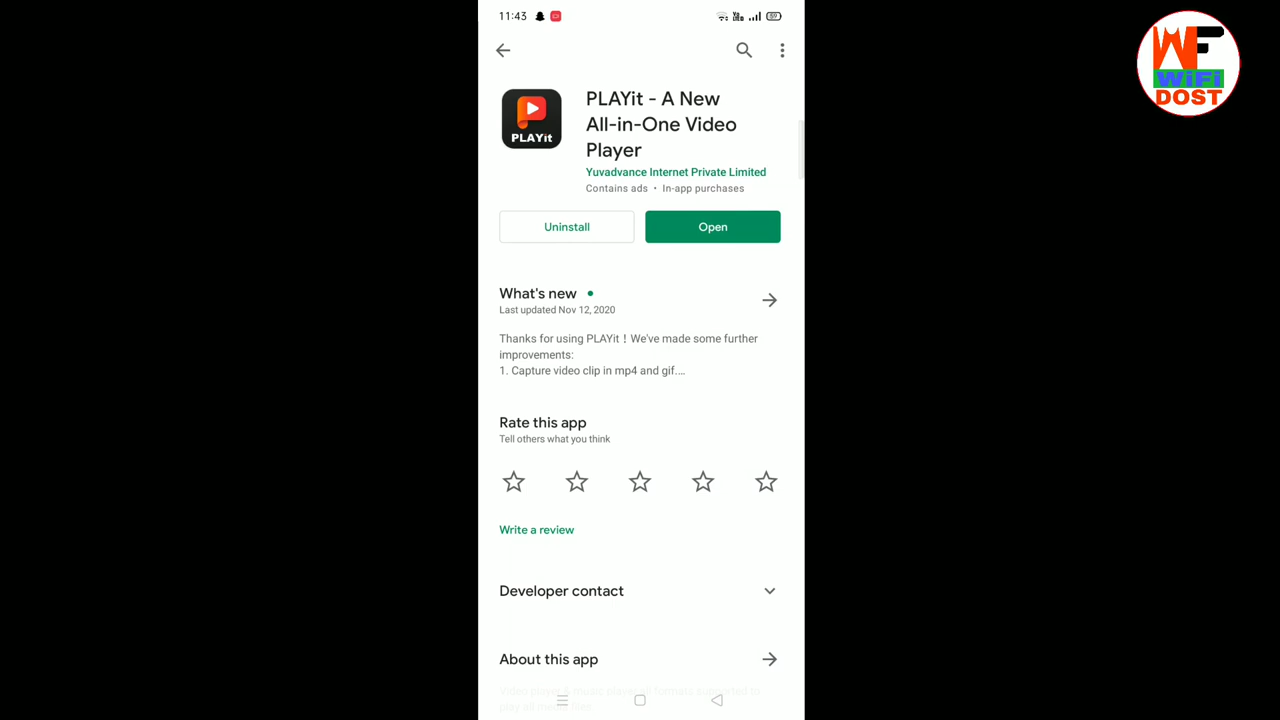 11:43
89
PLAYit - A New
All-in-One Video
Player
PLAYit
Yuvadvance Internet Private Limited
Contains ads • In-app purchases
Uninstall
Open
What's new
Last updated Nov 12, 2020
Thanks for using PLAYit！We've made some further
improvements:
1. Capture video clip in mp4 and gif....
Rate this app
Tell others what you think
Write a review
Developer contact
About this app
WF
WiFi
DOST